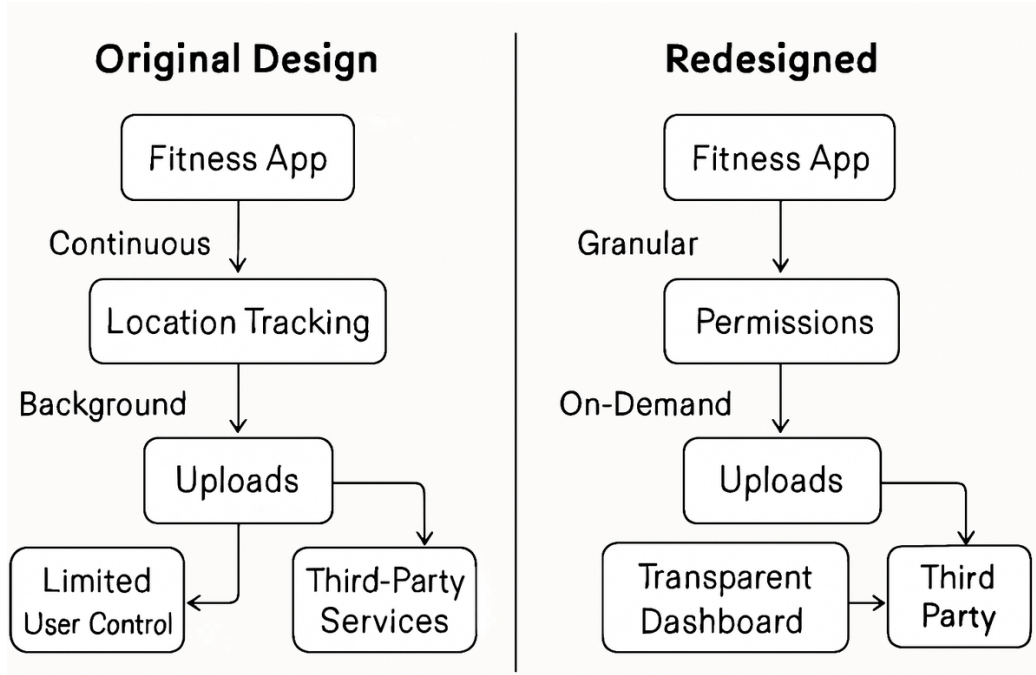 Original Design
Fitness App
Continuous
Location Tracking
Background
Uploads
Limited
User Control
Third-Party
Services
Redesigned
Fitness App
Granular
Permissions
On-Demand
Uploads
Transparent
Dashboard
Third
Party